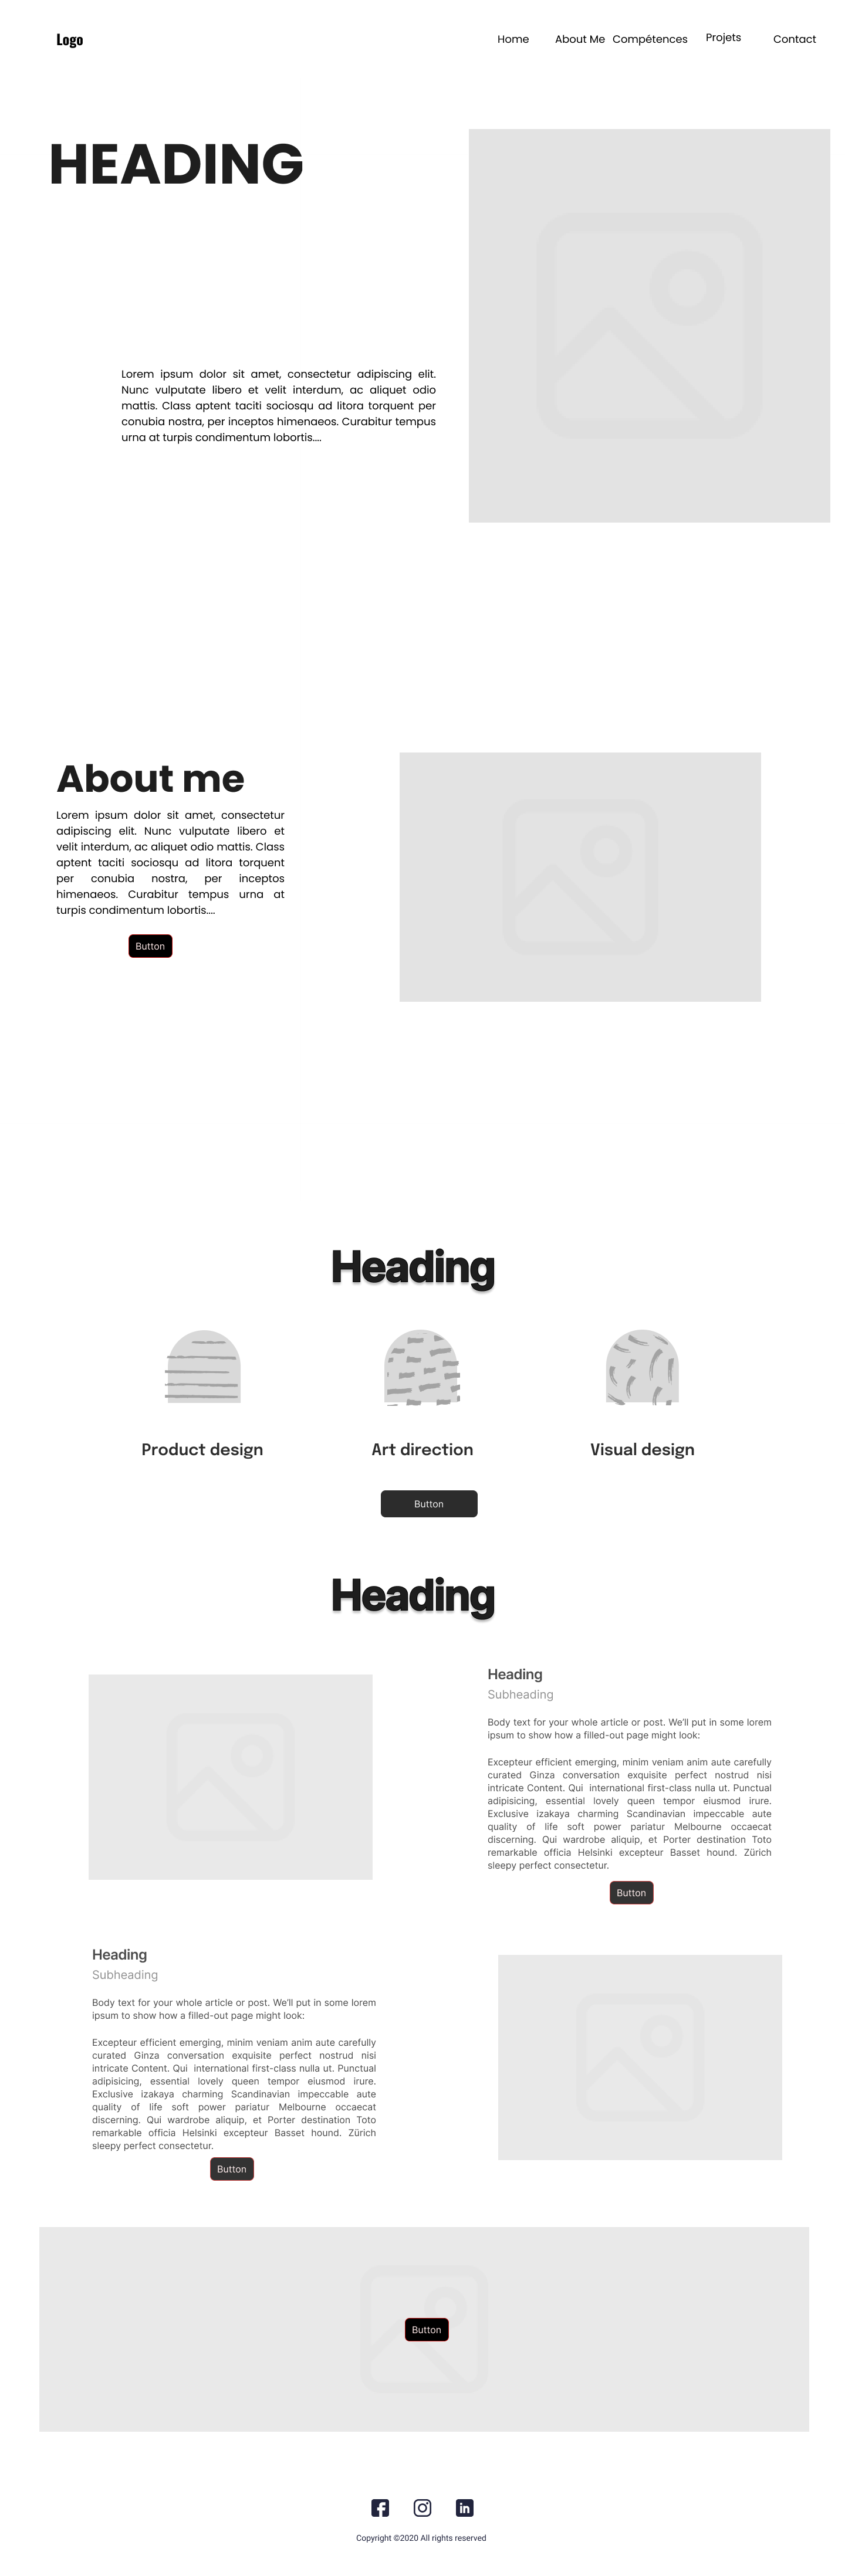 Logo
Home About Me Compétences Projets Contact
HEADING
Lorem ipsum dolor sit amet, consectetur adipiscing elit.
Nunc vulputate libero et velit interdum, ac aliquet odio
mattis. Class aptent taciti sociosqu ad litora torquent per
conubia nostra, per inceptos himenaeos. Curabitur tempus
urna at turpis condimentum lobortis....
About me
Lorem ipsum dolor sit amet, consectetur
adipiscing elit. Nunc vulputate libero et
velit interdum, ac aliquet odio mattis. Class
aptent taciti sociosqu ad litora torquent
per conubia nostra, per inceptos
himenaeos. Curabitur tempus urna at
turpis condimentum lobortis....
Button
Heading
Product design
Art direction
Visual design
Button
Heading
Heading
Subheading
Body text for your whole article or post. We'll put in some lorem
ipsum to show how a filled-out page might look:
Excepteur efficient emerging, minim veniam anim aute carefully
curated Ginza conversation exquisite perfect nostrud nisi
intricate Content. Qui international first-class nulla ut. Punctual
adipisicing, essential lovely queen tempor eiusmod irure.
Exclusive izakaya charming Scandinavian impeccable aute
quality of life soft power pariatur Melbourne occaecat
discerning. Qui wardrobe aliquip, et Porter destination Toto
remarkable officia Helsinki excepteur Basset hound. Zürich
sleepy perfect consectetur.
Button
Heading
Subheading
Body text for your whole article or post. We'll put in some lorem
ipsum to show how a filled-out page might look:
Excepteur efficient emerging, minim veniam anim aute carefully
curated Ginza conversation exquisite perfect nostrud nisi
intricate Content. Qui international first-class nulla ut. Punctual
adipisicing, essential lovely queen tempor eiusmod irure.
Exclusive izakaya charming Scandinavian impeccable aute
quality of life soft power pariatur Melbourne occaecat
discerning. Qui wardrobe aliquip, et Porter destination Toto
remarkable officia Helsinki excepteur Basset hound. Zürich
sleepy perfect consectetur.
Button
Button
Copyright ©2020 All rights reserved